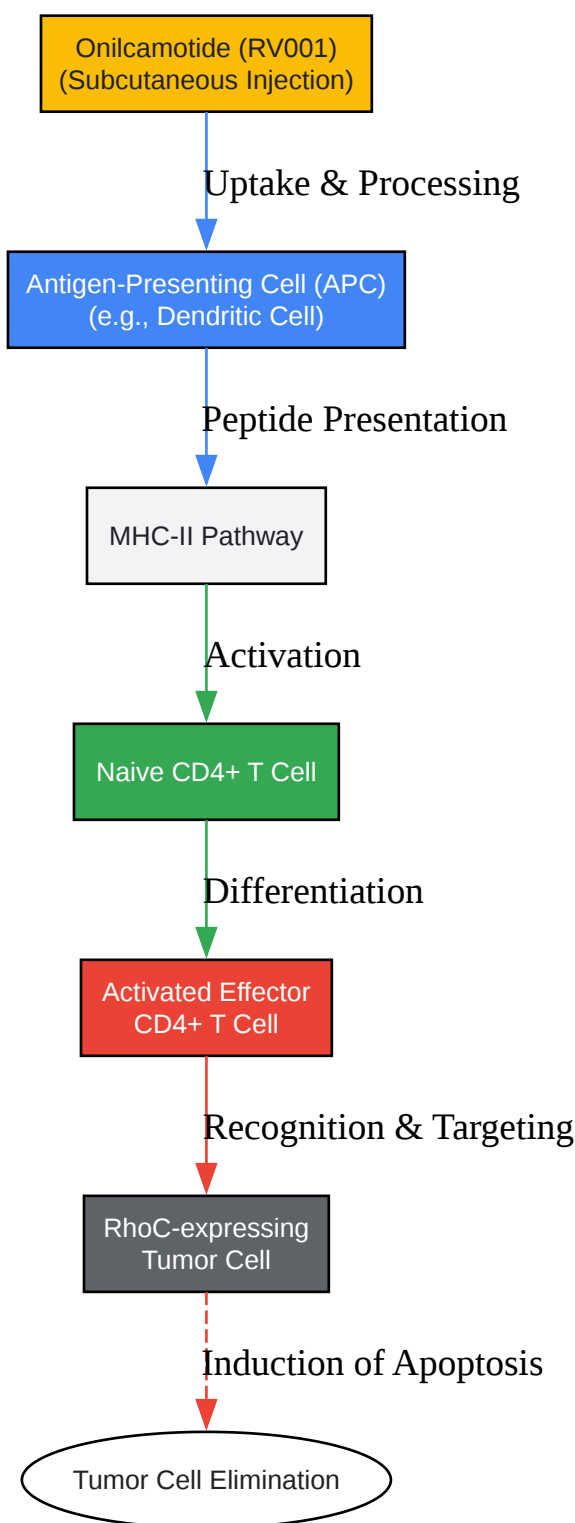 Onilcamotide (RV001)
(Subcutaneous Injection)
Uptake & Processing
Antigen-Presenting Cell (APC)
(e.g., Dendritic Cell)
Peptide Presentation
MHC-II Pathway
Activation
Naive CD4+ T Cell
Differentiation
Activated Effector
CD4+ T Cell
Recognition & Targeting
RhoC-expressing
Tumor Cell
Induction of Apoptosis
Tumor Cell Elimination